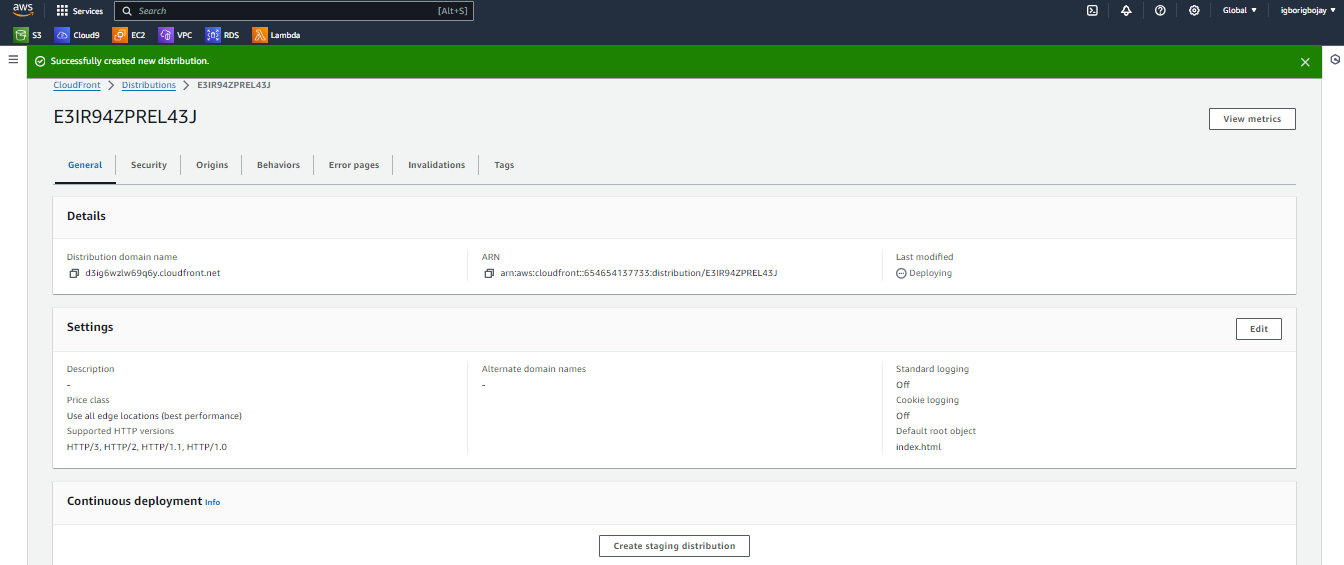 aws Services Search [Alt+S] Global igborigbojay
S3 Cloud9 EC2 VPC RDS Lambda
Successfully created new distribution.
CloudFront Distributions E3IR94ZPREL43J
E3IR94ZPREL43J
View metrics
General Security Origins Behaviors Error pages Invalidations Tags
Details
Distribution domain name ARN Last modified
d3ig6wzlw69q6y.cloudfront.net arn:aws:cloudfront::654654137733:distribution/E3IR94ZPREL43J Deploying
Settings Edit
Description Alternate domain names Standard logging
- - Off
Price class Cookie logging
Use all edge locations (best performance) Off
Supported HTTP versions Default root object
HTTP/3, HTTP/2, HTTP/1.1, HTTP/1.0 index.html
Continuous deployment Info
Create staging distribution